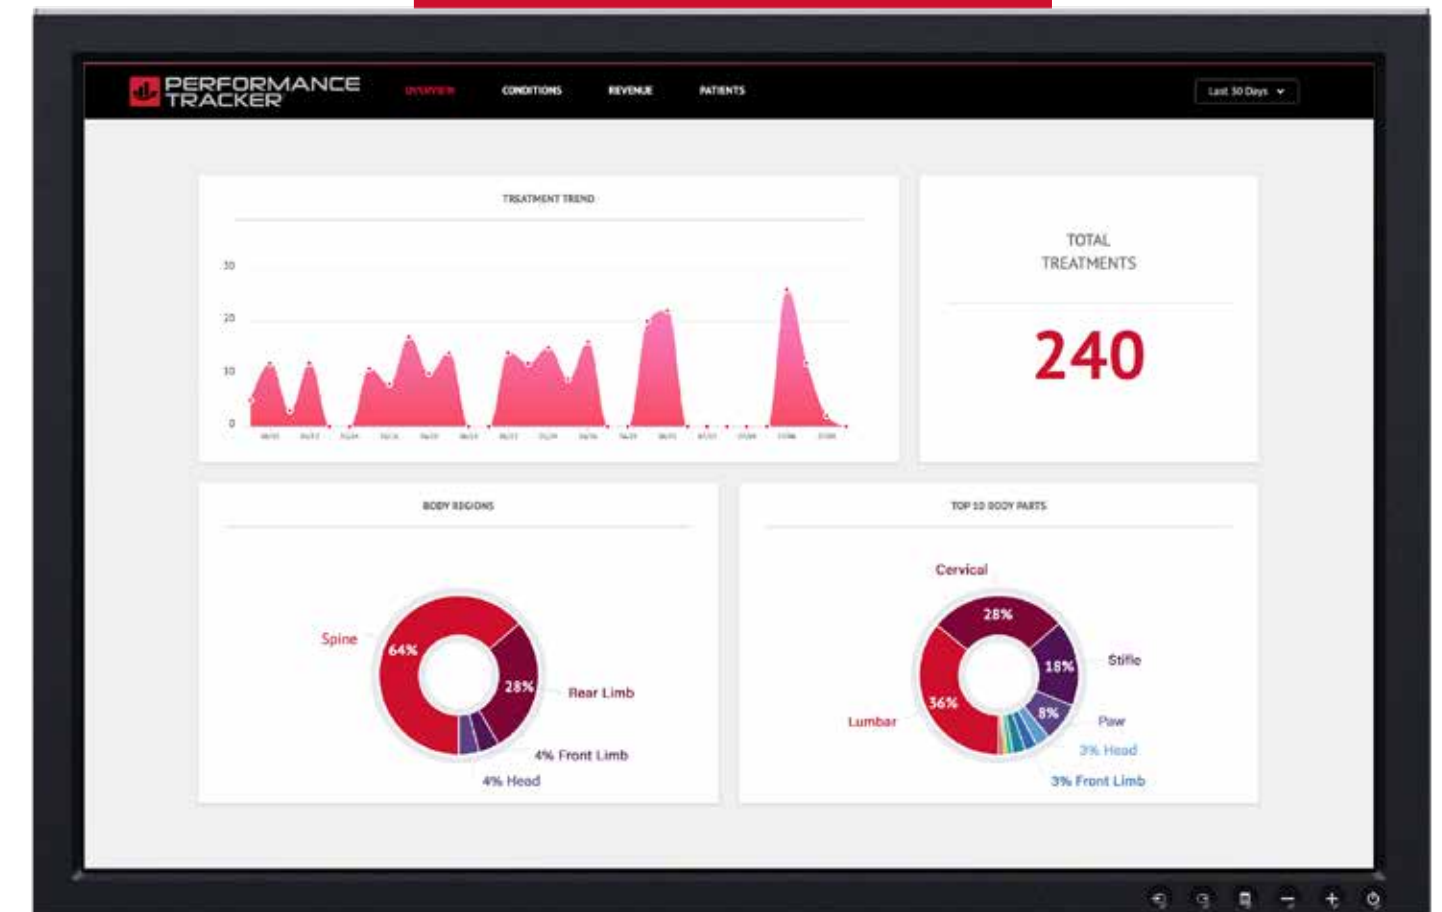 PERFORMANCE
TRACKER
OVERVIEW
CONDITIONS
REVENUE
PATIENTS
Last 30 Days
TREATMENT TREND
30
20
10
0
TOTAL
TREATMENTS
240
BODY REGIONS
Spine
64%
28%
Rear Limb
4% Front Limb
4% Head
TOP 10 BODY PARTS
Cervical
28%
18%
Stifle
36%
8%
Lumbar
Paw
3% Head
3% Front Limb